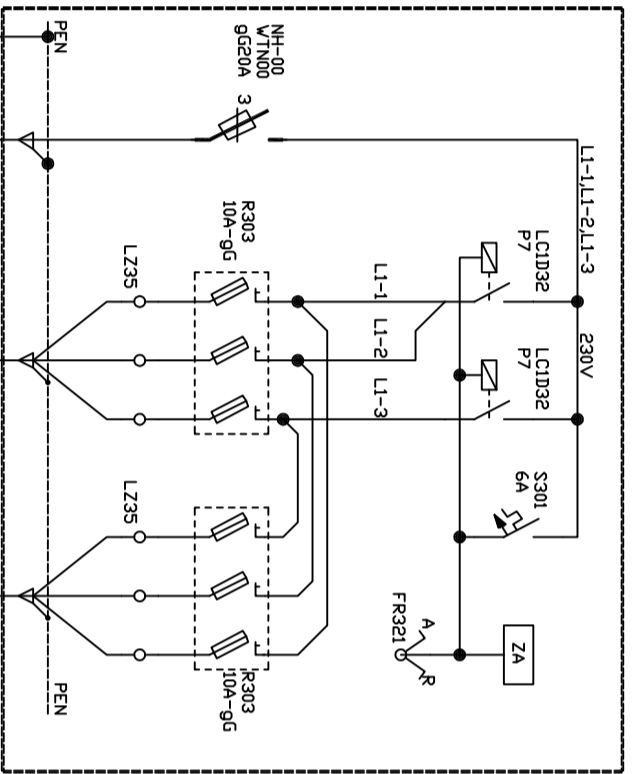 PEN
NH-00
WTN00
gG20A
3
L1-1,L1-2,L1-3
230V
LC1D32
P7
LC1D32
P7
S301
6A
ZA
FR321
A
R
L1-1
L1-2
L1-3
R303
10A-gG
LZ35
LZ35
R303
10A-gG
PEN